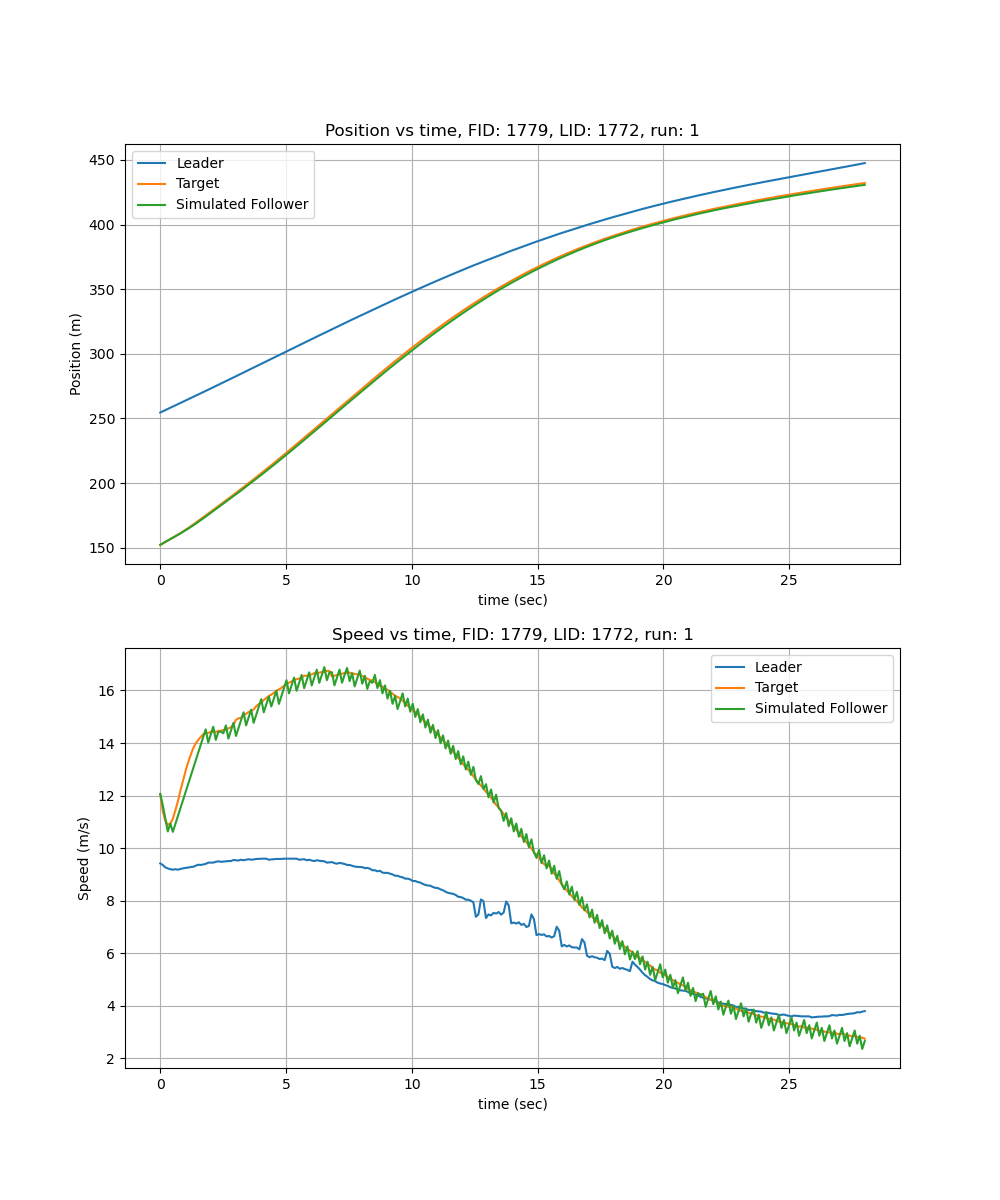 Position vs time, FID: 1779, LID: 1772, run: 1
Leader
Target
Simulated Follower
Position (m)
450
400
350
300
250
200
150
0 5 10 15 20 25
time (sec)
Speed vs time, FID: 1779, LID: 1772, run: 1
Leader
Target
Simulated Follower
Speed (m/s)
16
14
12
10
8
6
4
2
0 5 10 15 20 25
time (sec)